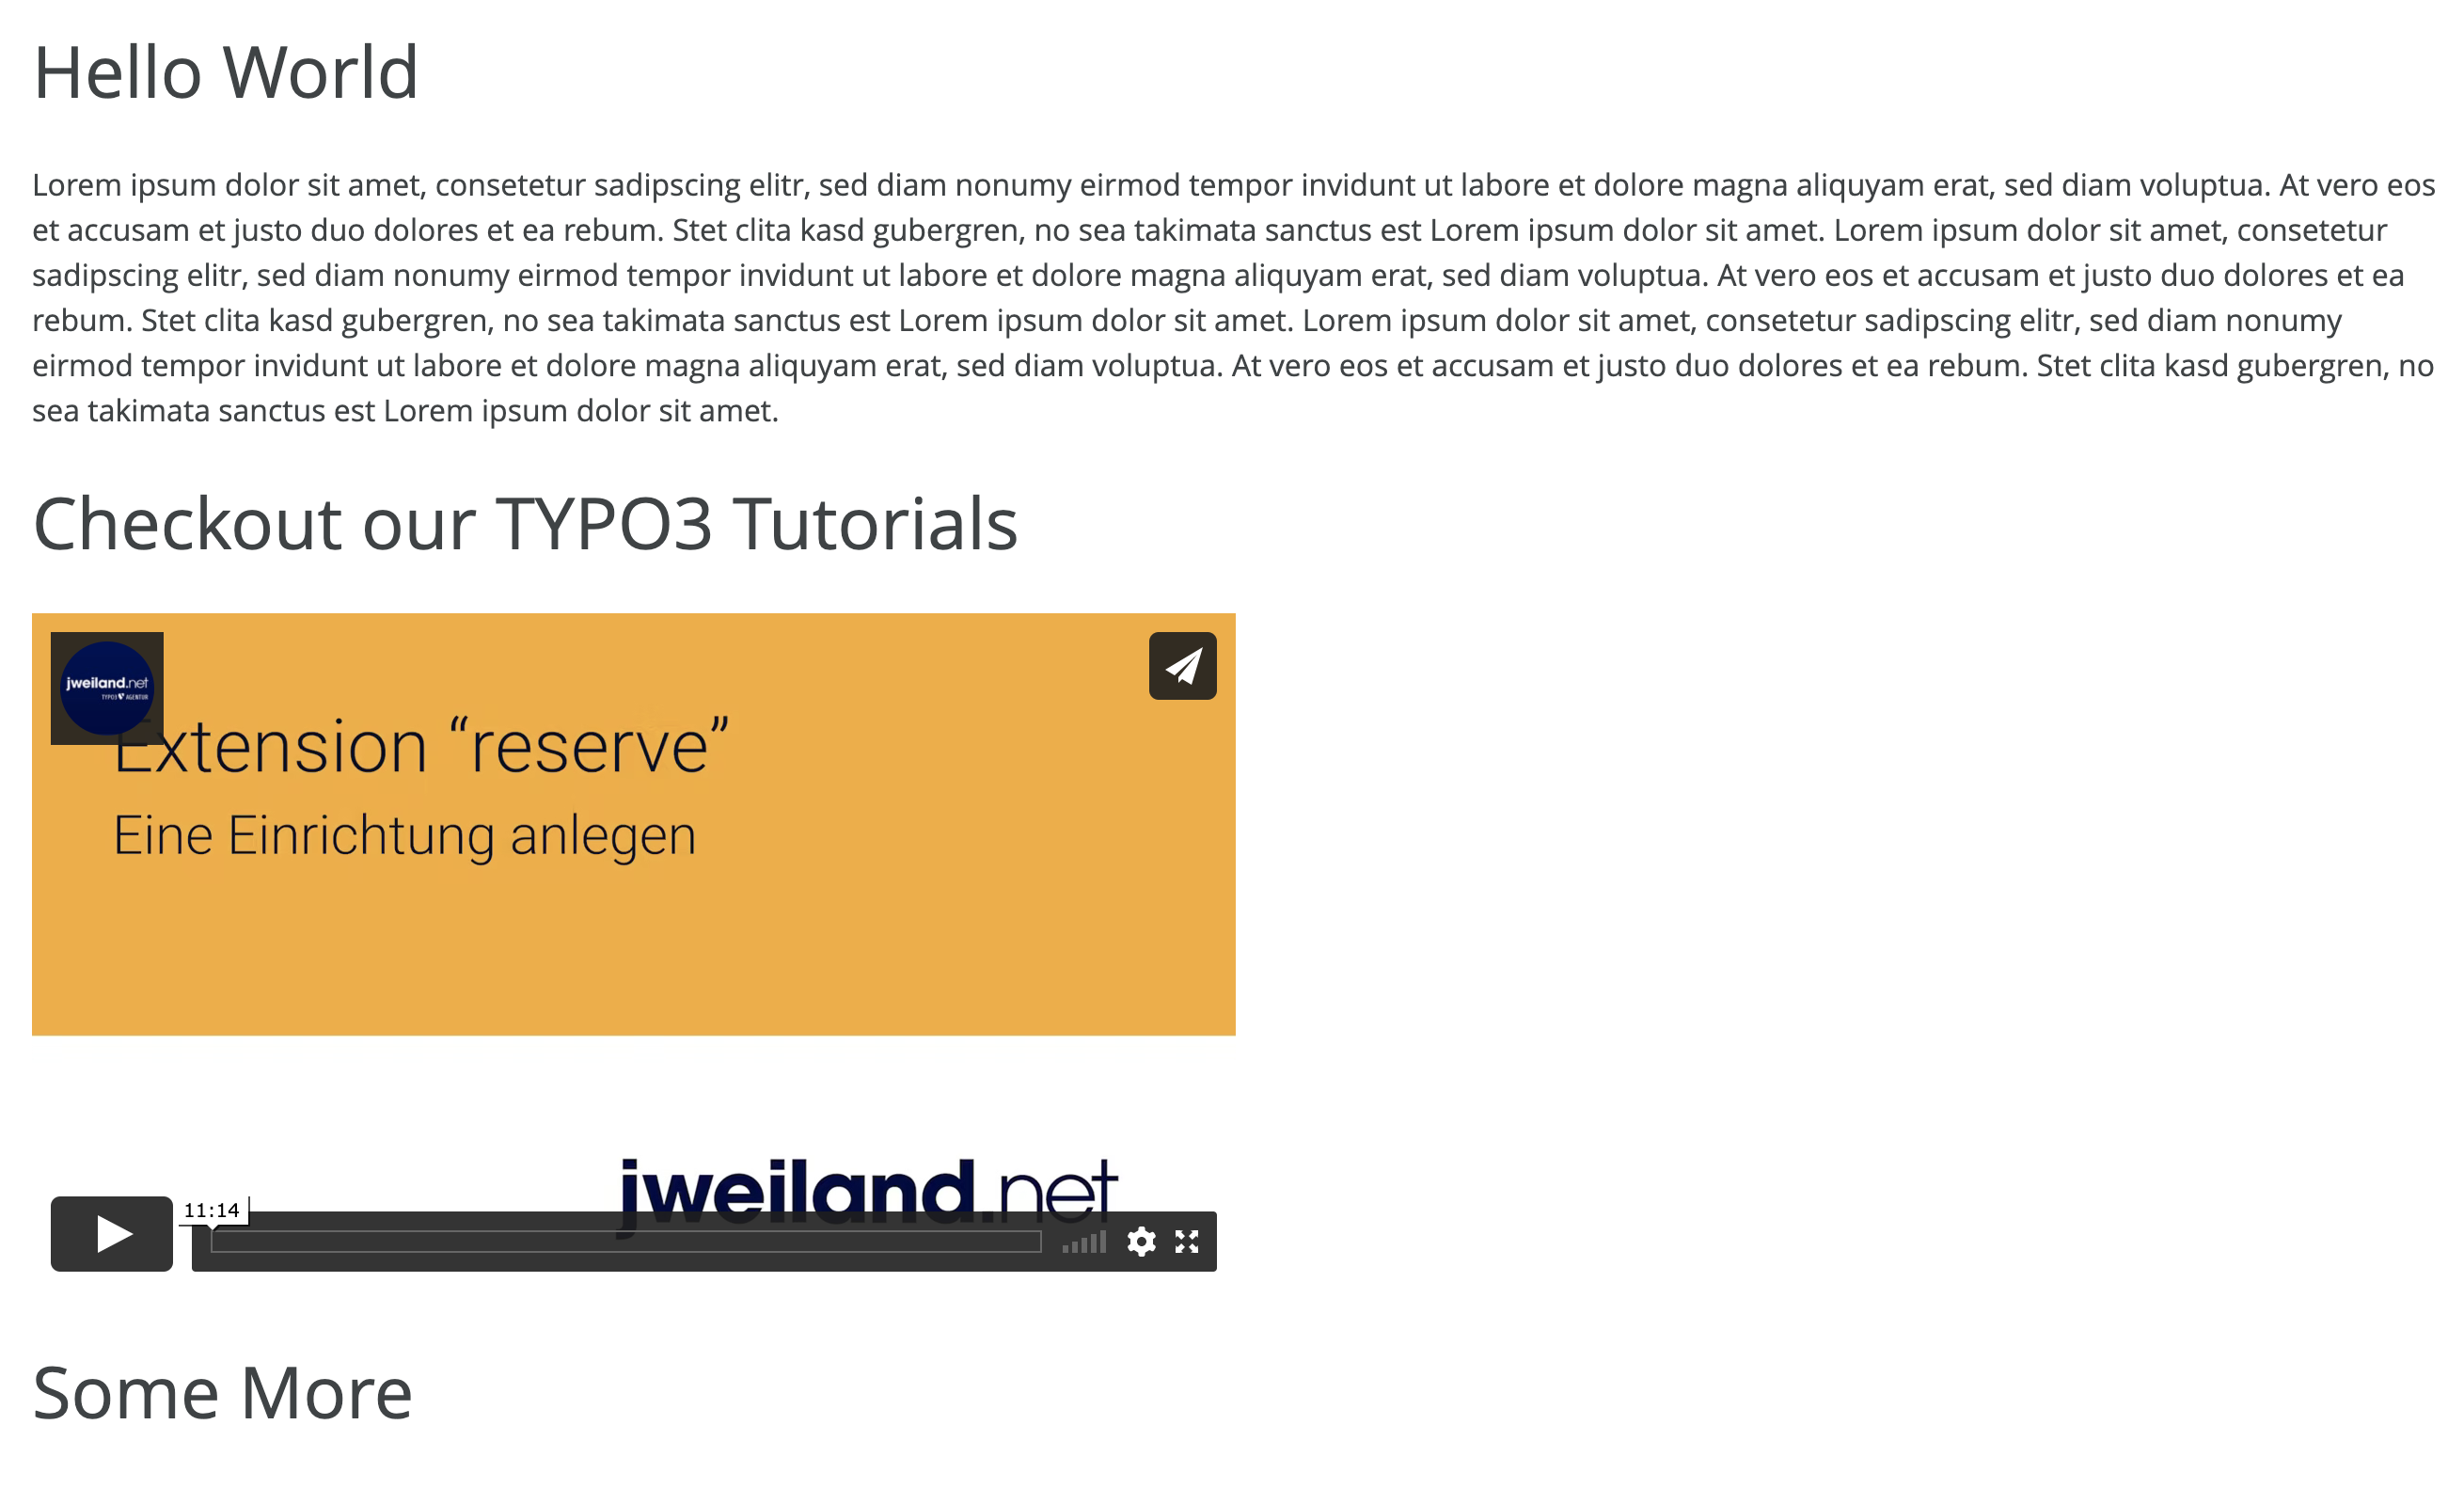 Hello World
Lorem ipsum dolor sit amet, consetetur sadipscing elitr, sed diam nonumy eirmod tempor invidunt ut labore et dolore magna aliquyam erat, sed diam voluptua. At vero eos
et accusam et justo duo dolores et ea rebum. Stet clita kasd gubergren, no sea takimata sanctus est Lorem ipsum dolor sit amet. Lorem ipsum dolor sit amet, consetetur
sadipscing elitr, sed diam nonumy eirmod tempor invidunt ut labore et dolore magna aliquyam erat, sed diam voluptua. At vero eos et accusam et justo duo dolores et ea
rebum. Stet clita kasd gubergren, no sea takimata sanctus est Lorem ipsum dolor sit amet. Lorem ipsum dolor sit amet, consetetur sadipscing elitr, sed diam nonumy
eirmod tempor invidunt ut labore et dolore magna aliquyam erat, sed diam voluptua. At vero eos et accusam et justo duo dolores et ea rebum. Stet clita kasd gubergren, no
sea takimata sanctus est Lorem ipsum dolor sit amet.
Checkout our TYPO3 Tutorials
jweiland.net
TYPO3 AGENTUR
Extension “reserve”
Eine Einrichtung anlegen
jweiland.net
11:14
Some More